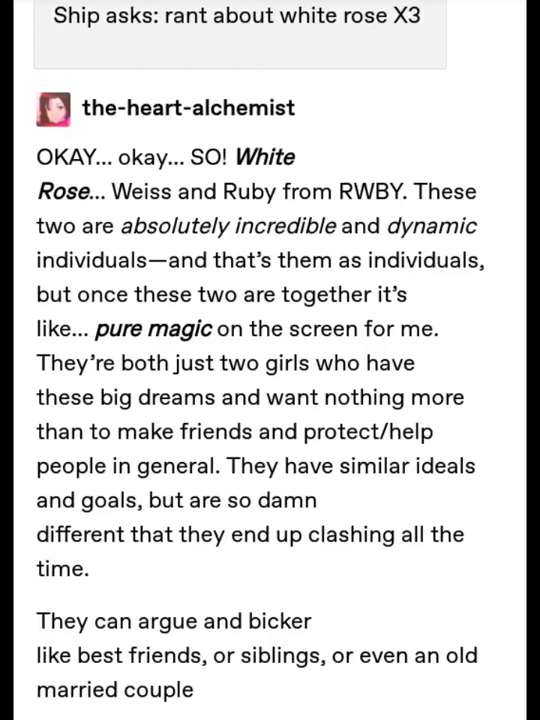 Ship asks: rant about white rose X3
the-heart-alchemist
OKAY... okay... SO! White
Rose... Weiss and Ruby from RWBY. These
two are absolutely incredible and dynamic
individuals—and that’s them as individuals,
but once these two are together it’s
like... pure magic on the screen for me.
They’re both just two girls who have
these big dreams and want nothing more
than to make friends and protect/help
people in general. They have similar ideals
and goals, but are so damn
different that they end up clashing all the
time.
They can argue and bicker
like best friends, or siblings, or even an old
married couple